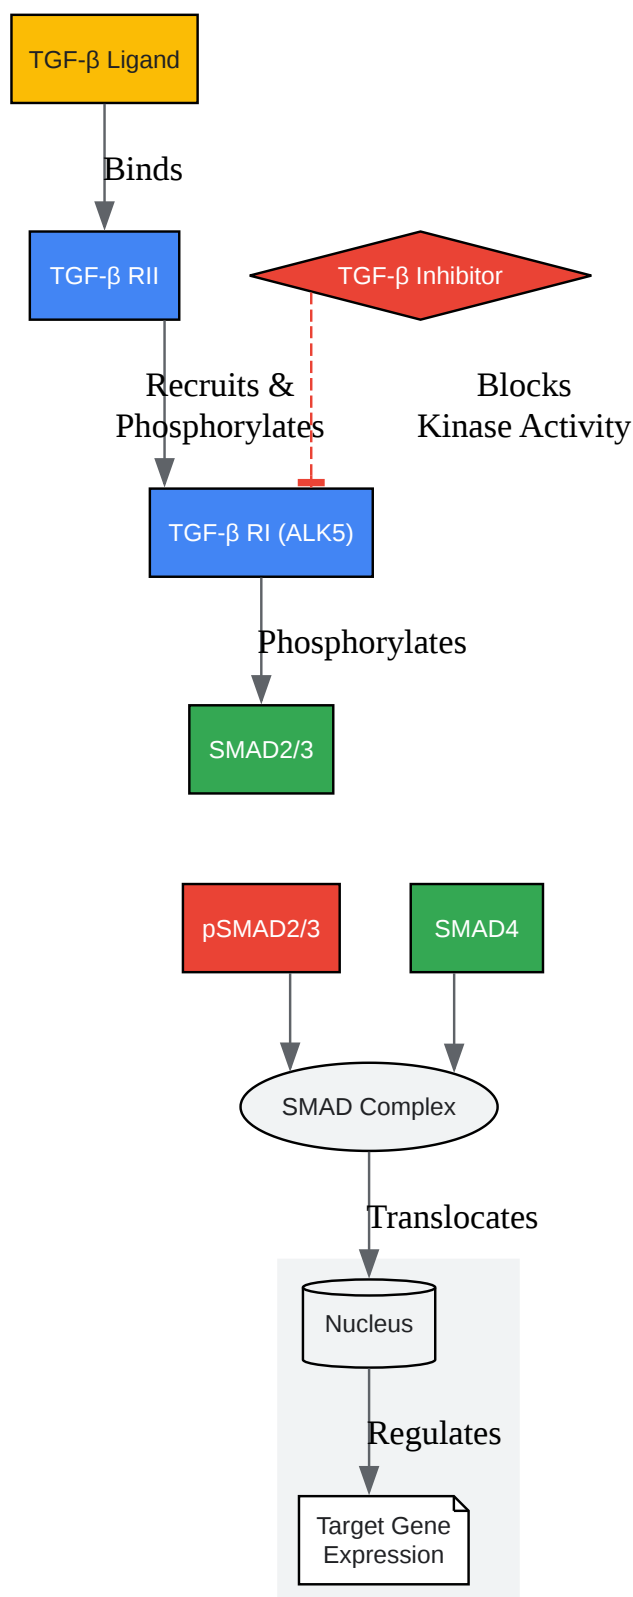 TGF-β Ligand
Binds
TGF-β RII
TGF-β Inhibitor
Recruits &
Phosphorylates
Blocks
Kinase Activity
TGF-β RI (ALK5)
Phosphorylates
SMAD2/3
pSMAD2/3
SMAD4
SMAD Complex
Translocates
Nucleus
Regulates
Target Gene
Expression